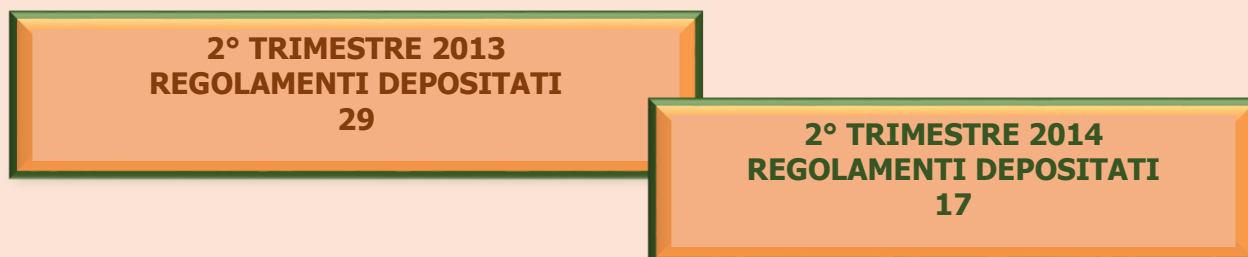 2° TRIMESTRE 2013
REGOLAMENTI DEPOSITATI
29
2° TRIMESTRE 2014
REGOLAMENTI DEPOSITATI
17